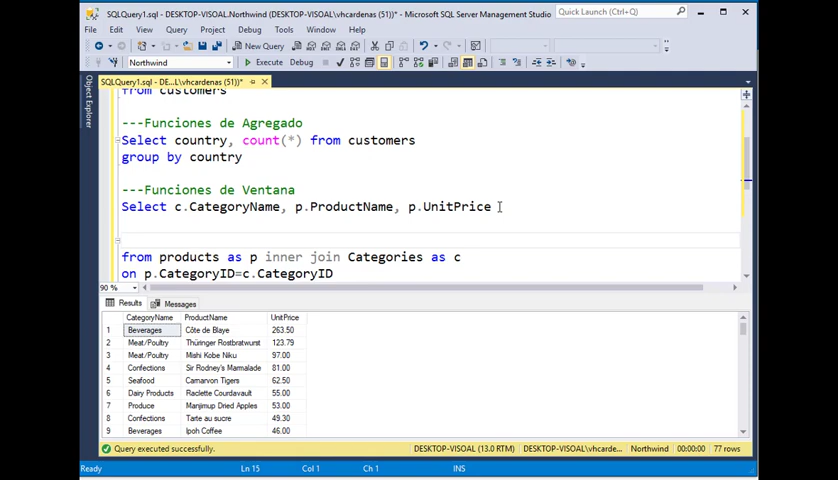 SQLQuery1.sql - DESKTOP-VISOAL.Northwind (DESKTOP-VISOAL\vhcardenas (51))* - Microsoft SQL Server Management Studio
Quick Launch (Ctrl+Q)
File Edit View Query Project Debug Tools Window Help
New Query
Northwind
Execute Debug
SQLQuery1.sql - DE...L\vhcardenas (51))*
Object Explorer
from customers
---Funciones de Agregado
Select country, count(*) from customers
group by country
---Funciones de Ventana
Select c.CategoryName, p.ProductName, p.UnitPrice
from products as p inner join Categories as c
on p.CategoryID=c.CategoryID
90 %
Results Messages
CategoryName ProductName UnitPrice
1 Beverages Côte de Blaye 263.50
2 Meat/Poultry Thüringer Rostbratwurst 123.79
3 Meat/Poultry Mishi Kobe Niku 97.00
4 Confections Sir Rodney's Marmalade 81.00
5 Seafood Carnarvon Tigers 62.50
6 Dairy Products Raclette Courdavault 55.00
7 Produce Manjimup Dried Apples 53.00
8 Confections Tarte au sucre 49.30
9 Beverages Ipoh Coffee 46.00
Query executed successfully.
DESKTOP-VISOAL (13.0 RTM) DESKTOP-VISOAL\vhcarde... Northwind 00:00:00 77 rows
Ready Ln 15 Col 1 Ch 1 INS